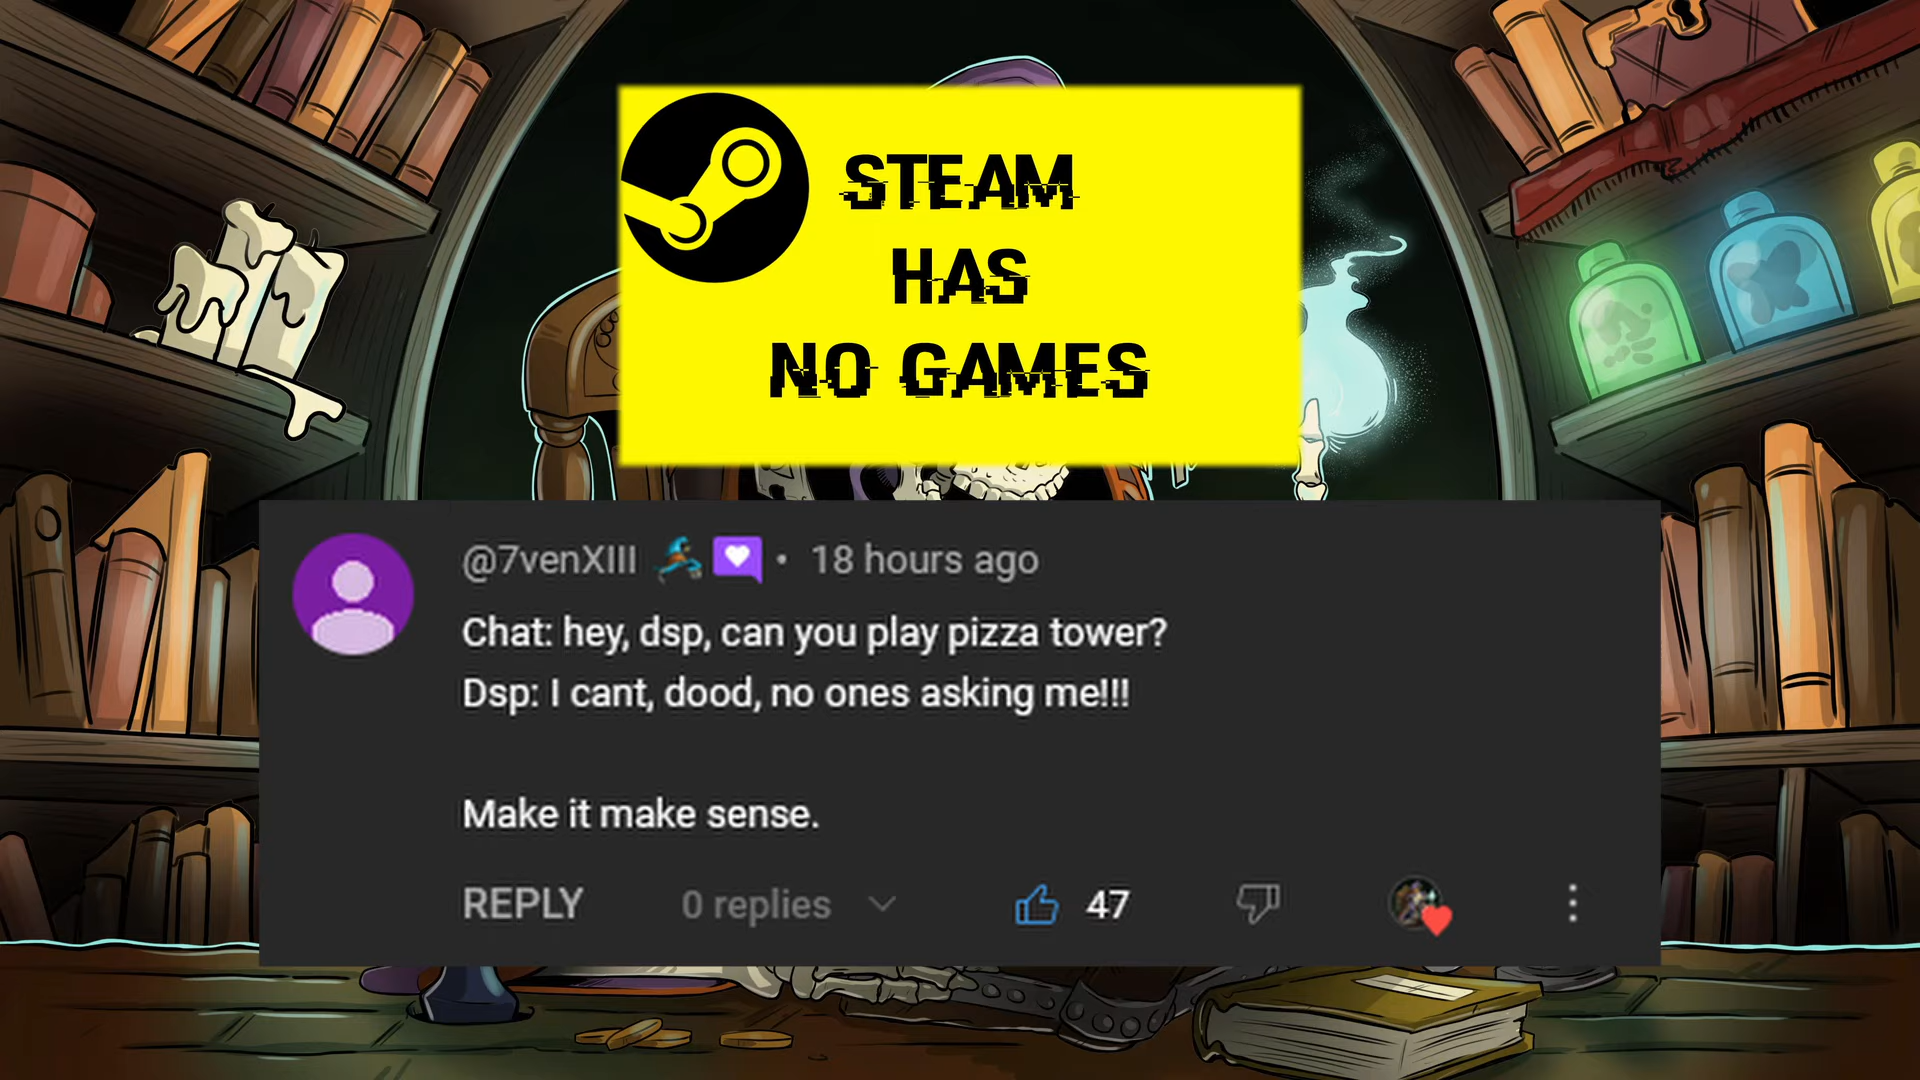 STEAM
HAS
NO GAMES
@7venXIII • 18 hours ago
Chat: hey, dsp, can you play pizza tower?
Dsp: I cant, dood, no ones asking me!!!
Make it make sense.
REPLY 0 replies 47